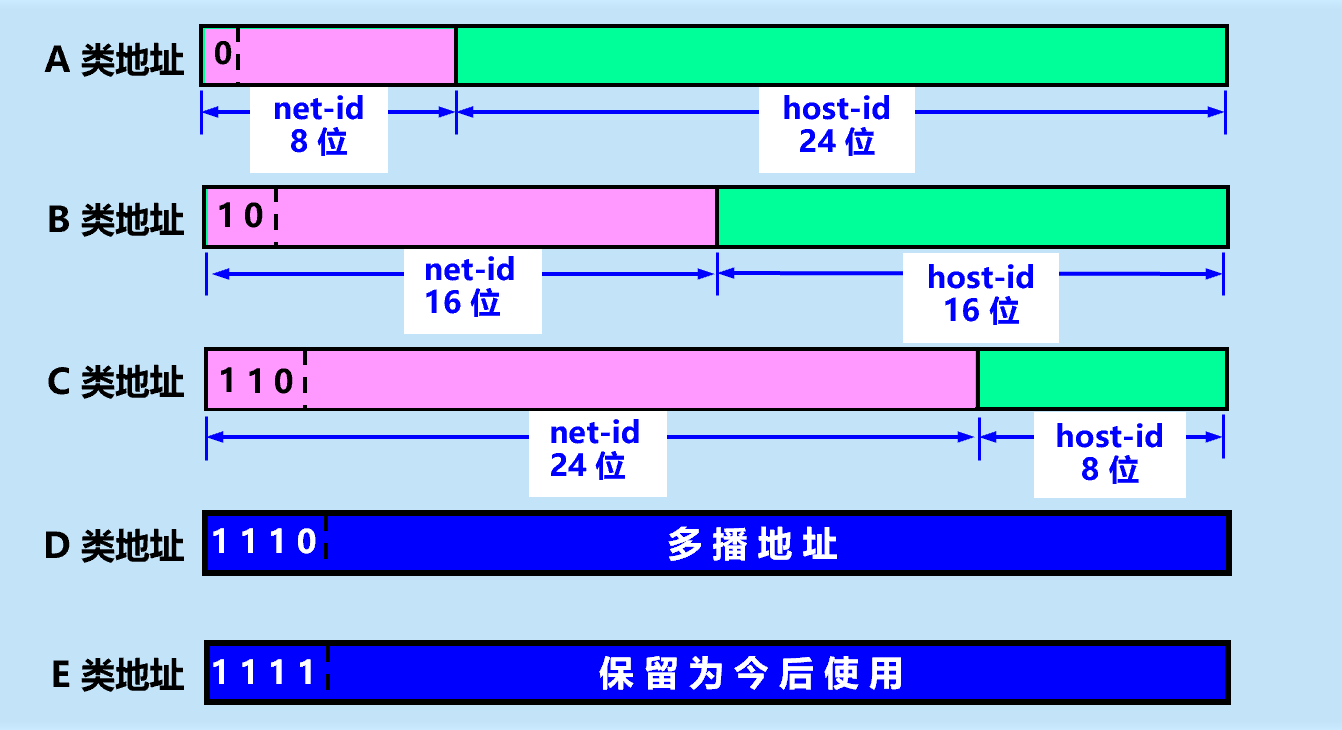 A 类地址
0
net-id
8 位
host-id
24 位
B 类地址
1 0
net-id
16 位
host-id
16 位
C 类地址
1 1 0
net-id
24 位
host-id
8 位
D 类地址
1 1 1 0
多播地址
E 类地址
1 1 1 1
保留为今后使用